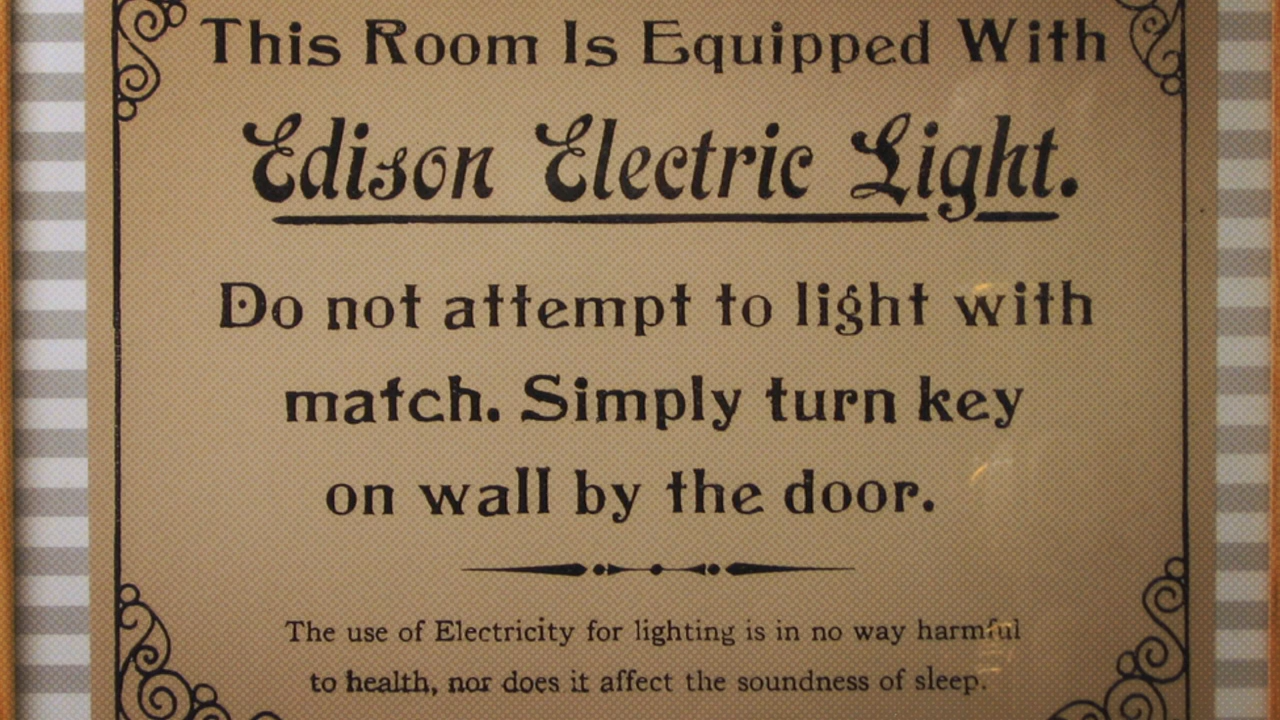 This Room Is Equipped With
Edison Electric Light.
Do not attempt to light with
match. Simply turn key
on wall by the door.
The use of Electricity for lighting is in no way harmful
to health, nor does it affect the soundness of sleep.